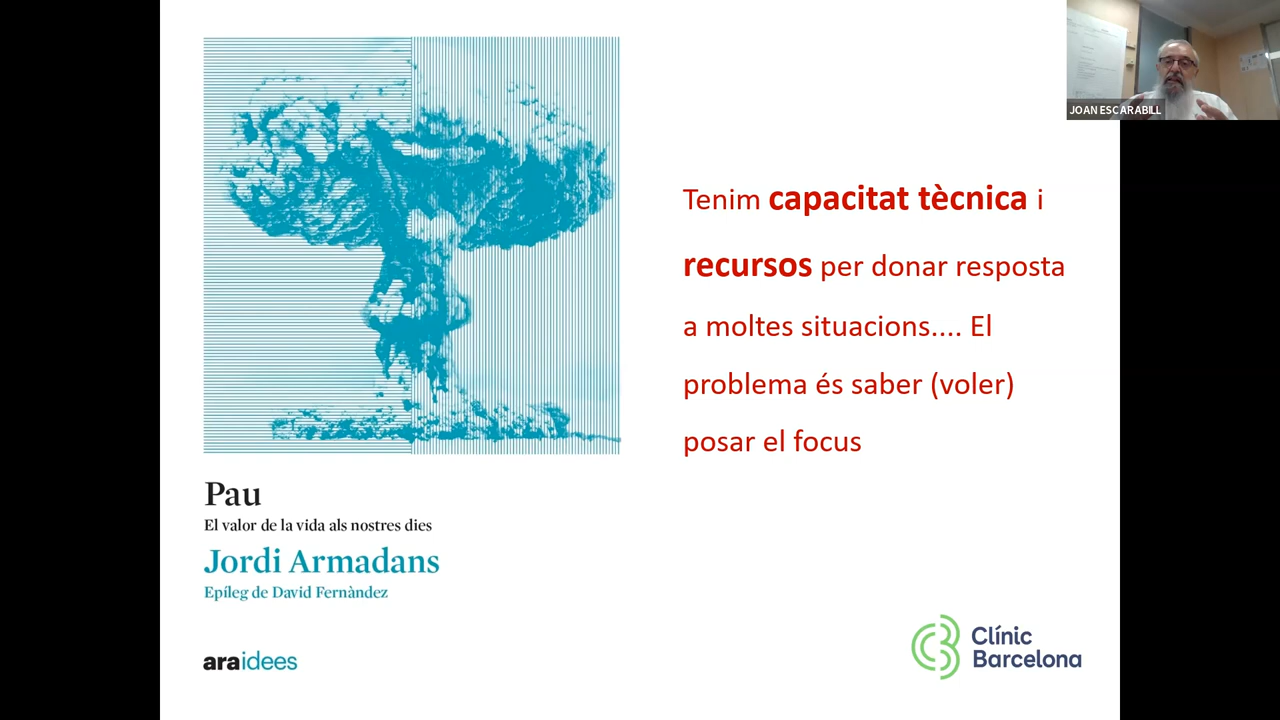 JOAN ESCARABILL
Tenim capacitat tècnica i
recursos per donar resposta
a moltes situacions.... El
problema és saber (voler)
posar el focus
Pau
El valor de la vida als nostres dies
Jordi Armadans
Epíleg de David Fernàndez
araidees
Clínic
Barcelona